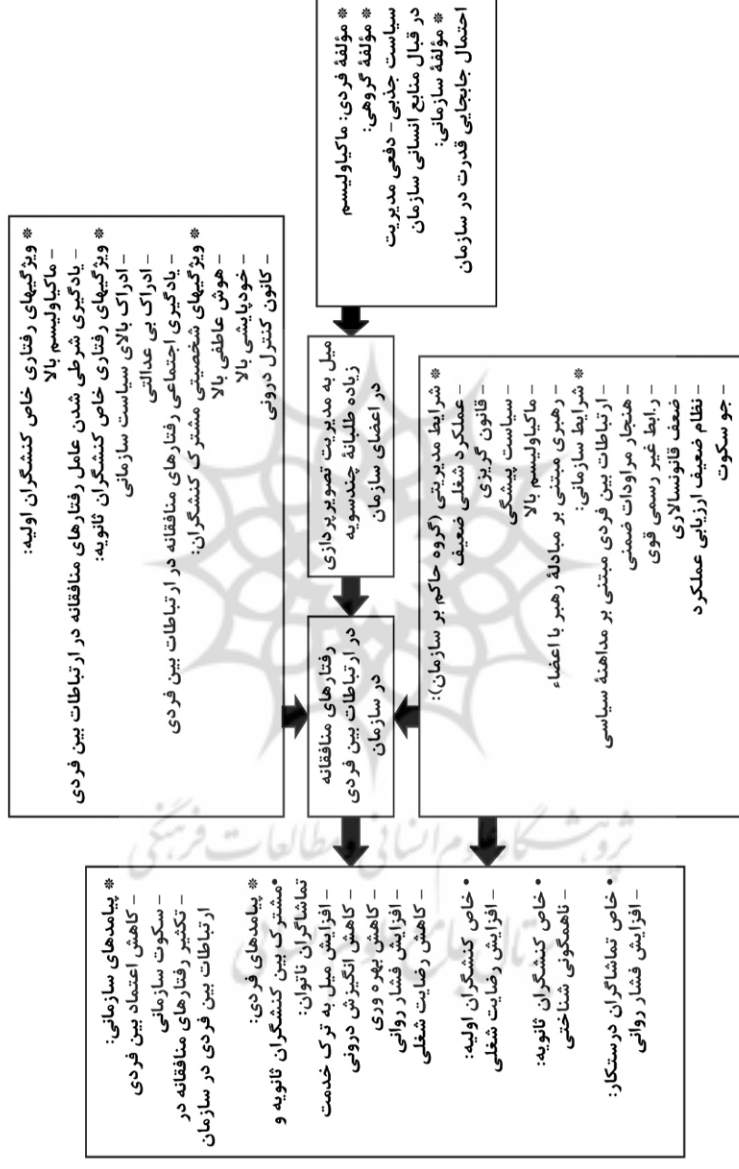 * مؤلفهٔ فردی: ماکیاولیسم
* مؤلفهٔ گروهی:
سیاست جذبی – دفعی مدیریت
در قبال منابع انسانی سازمان
* مؤلفهٔ سازمانی:
احتمال جابجایی قدرت در سازمان
میل به مدیریت تصویرپردازی
زیاده طلبانهٔ چندسویه
در اعضای سازمان
* ویژگیهای رفتاری خاص کنشگران اولیه:
– ماکیاولیسم بالا
– یادگیری شرطی شدن عامل رفتارهای منافقانه در ارتباطات بین فردی
* ویژگیهای رفتاری خاص کنشگران ثانویه:
– ادراک بالای سیاست سازمانی
– ادراک بی عدالتی
– یادگیری اجتماعی رفتارهای منافقانه در ارتباطات بین فردی
* ویژگیهای شخصیتی مشترک کنشگران:
– هوش عاطفی بالا
– خودپایشی بالا
– کانون کنترل درونی
رفتارهای منافقانه
در ارتباطات بین فردی
در سازمان
* شرایط مدیریتی (گروه حاکم بر سازمان):
– عملکرد شغلی ضعیف
– قانون گریزی
– سیاست پیشگی
– ماکیاولیسم بالا
– رهبری مبتنی بر مبادلهٔ رهبر با اعضاء
* شرایط سازمانی:
– ارتباطات بین فردی مبتنی بر مداهنهٔ سیاسی
– هنجار مراودات ضمنی
– رابط غیر رسمی قوی
– ضعف قانونسالاری
– نظام ضعیف ارزیابی عملکرد
– جو سکوت
* پیامدهای سازمانی:
– کاهش اعتماد بین فردی
– سکوت سازمانی
– تکثیر رفتارهای منافقانه در
ارتباطات بین فردی در سازمان
* پیامدهای فردی:
• مشترک بین کنشگران ثانویه و
تماشاگران ناتوان:
– افزایش میل به ترک خدمت
– کاهش انگیزش درونی
– کاهش بهره وری
– افزایش فشار روانی
– کاهش رضایت شغلی
• خاص کنشگران اولیه:
– افزایش رضایت شغلی
• خاص کنشگران ثانویه:
– ناهمگونی شناختی
• خاص تماشاگران درستکار:
– افزایش فشار روانی
پژوهشگاه علوم انسانی و مطالعات فرهنگی
پرتال جامع علوم انسانی